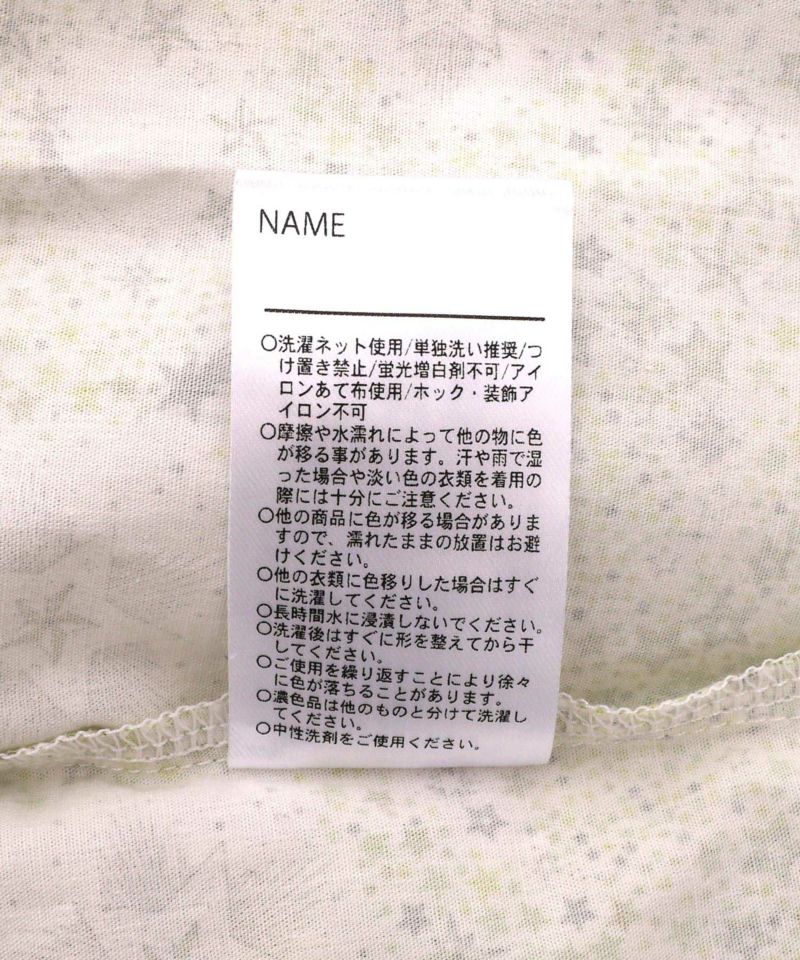 NAME
○洗濯ネット使用/単独洗い推奨/つ
け置き禁止/蛍光増白剤不可/アイ
ロンあて布使用/ホック・装飾ア
イロン不可
○摩擦や水濡れによって他の物に色
が移る事があります。汗や雨で湿
った場合や淡い色の衣類を着用の
際には十分にご注意ください。
○他の商品に色が移る場合がありま
すので、濡れたままの放置はお避
けください。
○他の衣類に色移りした場合はすぐ
に洗濯してください。
○長時間水に浸漬しないでください。
○洗濯後はすぐに形を整えてから干
してください。
○ご使用を繰り返すことにより徐々
に色が落ちることがあります。
○濃色品は他のものと分けて洗濯し
てください。
○中性洗剤をご使用ください。